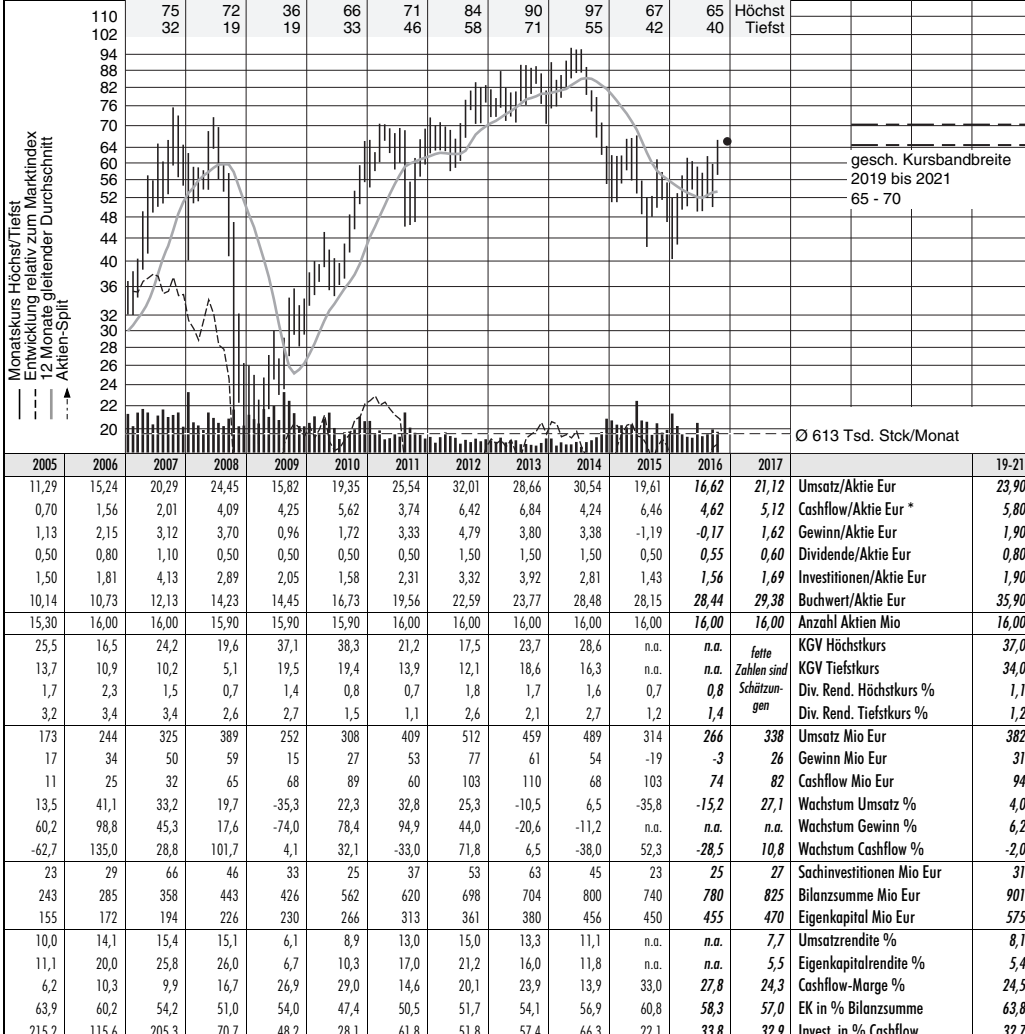 75 72 36 66 71 84 90 97 67 65 Höchst
32 19 19 33 46 58 71 55 42 40 Tiefst
110
102
94
88
82
76
70
64
60
56
52
48
44
40
36
32
30
28
26
24
22
20
Monatskurs Höchst/Tiefst
Entwicklung relativ zum Marktindex
12 Monate gleitender Durchschnitt
Aktien-Split
gesch. Kursbandbreite
2019 bis 2021
65 - 70
Ø 613 Tsd. Stck/Monat
2005 2006 2007 2008 2009 2010 2011 2012 2013 2014 2015 2016 2017 19-21
11,29 15,24 20,29 24,45 15,82 19,35 25,54 32,01 28,66 30,54 19,61 16,62 21,12 Umsatz/Aktie Eur 23,90
0,70 1,56 2,01 4,09 4,25 5,62 3,74 6,42 6,84 4,24 6,46 4,62 5,12 Cashflow/Aktie Eur * 5,80
1,13 2,15 3,12 3,70 0,96 1,72 3,33 4,79 3,80 3,38 -1,19 -0,17 1,62 Gewinn/Aktie Eur 1,90
0,50 0,80 1,10 0,50 0,50 0,50 0,50 1,50 1,50 1,50 0,50 0,55 0,60 Dividende/Aktie Eur 0,80
1,50 1,81 4,13 2,89 2,05 1,58 2,31 3,32 3,92 2,81 1,43 1,56 1,69 Investitionen/Aktie Eur 1,90
10,14 10,73 12,13 14,23 14,45 16,73 19,56 22,59 23,77 28,48 28,15 28,44 29,38 Buchwert/Aktie Eur 35,90
15,30 16,00 16,00 15,90 15,90 15,90 16,00 16,00 16,00 16,00 16,00 16,00 16,00 Anzahl Aktien Mio 16,00
25,5 16,5 24,2 19,6 37,1 38,3 21,2 17,5 23,7 28,6 n.a. n.a. fette KGV Höchstkurs 37,0
13,7 10,9 10,2 5,1 19,5 19,4 13,9 12,1 18,6 16,3 n.a. n.a. Zahlen sind KGV Tiefstkurs 34,0
1,7 2,3 1,5 0,7 1,4 0,8 0,7 1,8 1,7 1,6 0,7 0,8 Schätzun- Div. Rend. Höchstkurs % 1,1
3,2 3,4 3,4 2,6 2,7 1,5 1,1 2,6 2,1 2,7 1,2 1,4 gen Div. Rend. Tiefstkurs % 1,2
173 244 325 389 252 308 409 512 459 489 314 266 338 Umsatz Mio Eur 382
17 34 50 59 15 27 53 77 61 54 -19 -3 26 Gewinn Mio Eur 31
11 25 32 65 68 89 60 103 110 68 103 74 82 Cashflow Mio Eur 94
13,5 41,1 33,2 19,7 -35,3 22,3 32,8 25,3 -10,5 6,5 -35,8 -15,2 27,1 Wachstum Umsatz % 4,0
60,2 98,8 45,3 17,6 -74,0 78,4 94,9 44,0 -20,6 -11,2 n.a. n.a. n.a. Wachstum Gewinn % 6,2
-62,7 135,0 28,8 101,7 4,1 32,1 -33,0 71,8 6,5 -38,0 52,3 -28,5 10,8 Wachstum Cashflow % -2,0
23 29 66 46 33 25 37 53 63 45 23 25 27 Sachinvestitionen Mio Eur 31
243 285 358 443 426 562 620 698 704 800 740 780 825 Bilanzsumme Mio Eur 901
155 172 194 226 230 266 313 361 380 456 450 455 470 Eigenkapital Mio Eur 575
10,0 14,1 15,4 15,1 6,1 8,9 13,0 15,0 13,3 11,1 n.a. n.a. 7,7 Umsatzrendite % 8,1
11,1 20,0 25,8 26,0 6,7 10,3 17,0 21,2 16,0 11,8 n.a. n.a. 5,5 Eigenkapitalrendite % 5,4
6,2 10,3 9,9 16,7 26,9 29,0 14,6 20,1 23,9 13,9 33,0 27,8 24,3 Cashflow-Marge % 24,5
63,9 60,2 54,2 51,0 54,0 47,4 50,5 51,7 54,1 56,9 60,8 58,3 57,0 EK in % Bilanzsumme 63,8
215,2 115,6 205,3 70,7 48,2 28,1 61,8 51,8 57,4 66,3 22,1 33,8 32,9 Invest. in % Cashflow 32,7